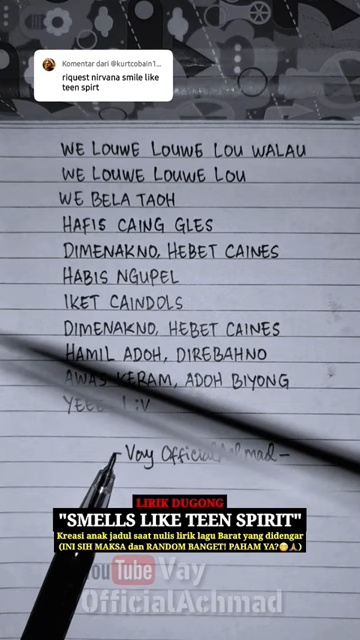 Komentar dari @kurtcobain1...
riquest nirvana smile like
teen spirt
WE LOUWE LOUWE LOU WALAU
WE LOUWE LOUWE LOU
WE BELA TAOH
HAFIS CAING GLES
DIMENAKNO, HEBET CAINES
HABIS NGUPEL
IKET CAINDOLS
DIMENAKNO, HEBET CAINES
HAMIL ADOH, DIREBAHNO
AWAS KERAM, ADOH BIYONG
- Vay Official Achmad -
LIRIK DUGONG
"SMELLS LIKE TEEN SPIRIT"
Kreasi anak jadul saat nulis lirik lagu Barat yang didengar
(INI SIH MAKSA dan RANDOM BANGET! PAHAM YA?😁🙏)
YouTube Vay
OfficialAchmad